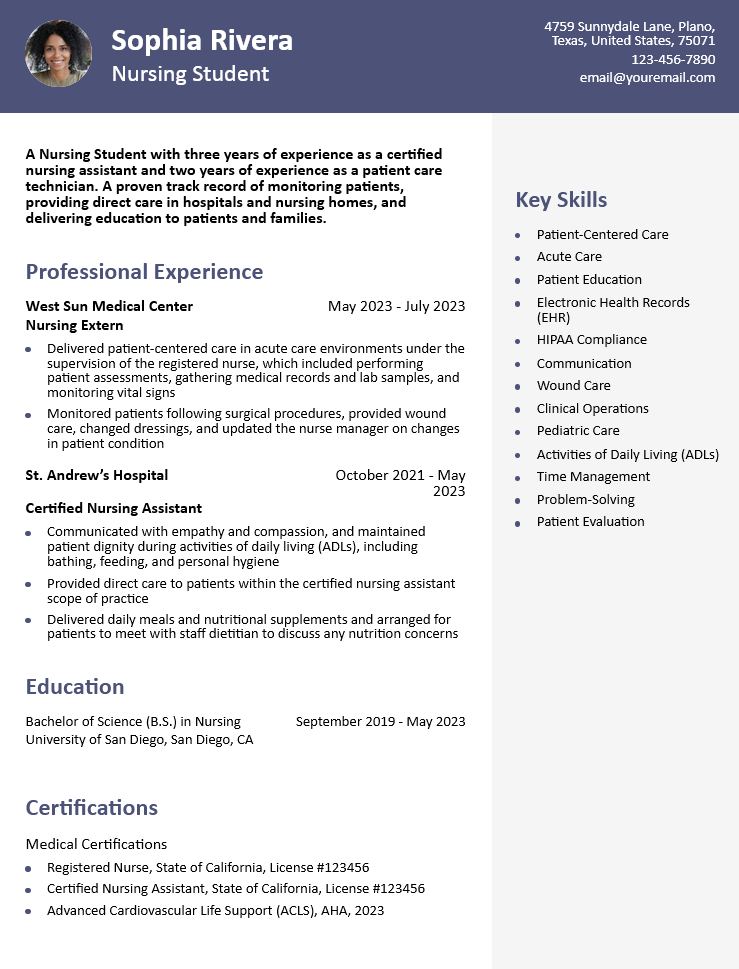 Sophia Rivera
Nursing Student
4759 Sunnydale Lane, Plano,
Texas, United States, 75071
123-456-7890
email@youremail.com
A Nursing Student with three years of experience as a certified
nursing assistant and two years of experience as a patient care
technician. A proven track record of monitoring patients,
providing direct care in hospitals and nursing homes, and
delivering education to patients and families.
Professional Experience
West Sun Medical Center May 2023 - July 2023
Nursing Extern
• Delivered patient-centered care in acute care environments under the
supervision of the registered nurse, which included performing
patient assessments, gathering medical records and lab samples, and
monitoring vital signs
• Monitored patients following surgical procedures, provided wound
care, changed dressings, and updated the nurse manager on changes
in patient condition
St. Andrew’s Hospital October 2021 - May
2023
Certified Nursing Assistant
• Communicated with empathy and compassion, and maintained
patient dignity during activities of daily living (ADLs), including
bathing, feeding, and personal hygiene
• Provided direct care to patients within the certified nursing assistant
scope of practice
• Delivered daily meals and nutritional supplements and arranged for
patients to meet with staff dietitian to discuss any nutrition concerns
Education
Bachelor of Science (B.S.) in Nursing September 2019 - May 2023
University of San Diego, San Diego, CA
Certifications
Medical Certifications
• Registered Nurse, State of California, License #123456
• Certified Nursing Assistant, State of California, License #123456
• Advanced Cardiovascular Life Support (ACLS), AHA, 2023
Key Skills
• Patient-Centered Care
• Acute Care
• Patient Education
• Electronic Health Records
(EHR)
• HIPAA Compliance
• Communication
• Wound Care
• Clinical Operations
• Pediatric Care
• Activities of Daily Living (ADLs)
• Time Management
• Problem-Solving
• Patient Evaluation